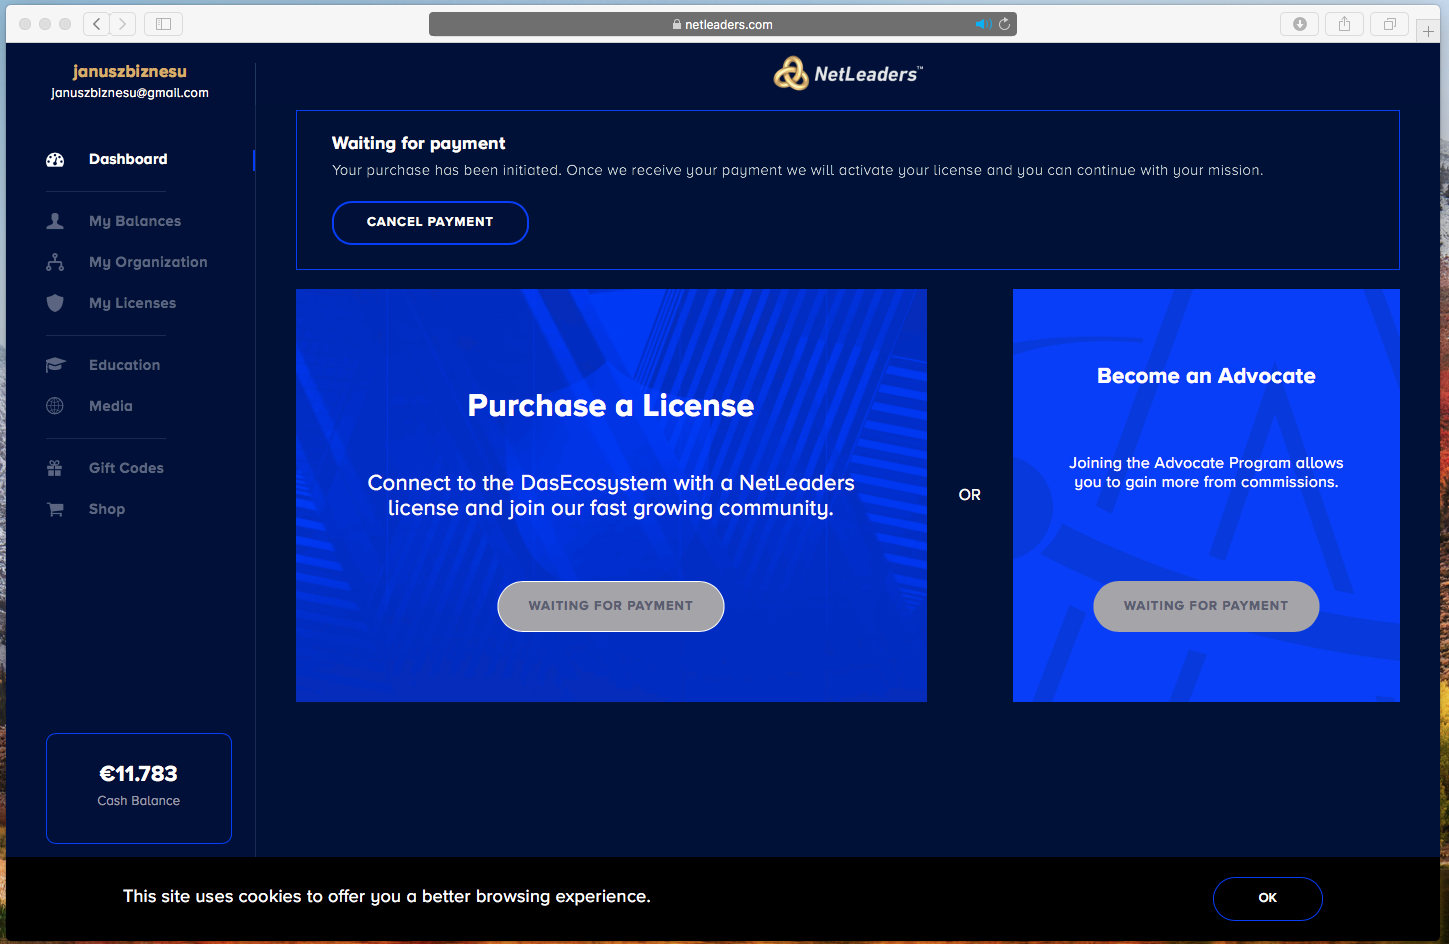 netleaders.com
januszbiznesu
januszbiznesu@gmail.com
Dashboard
My Balances
My Organization
My Licenses
Education
Media
Gift Codes
Shop
€11.783
Cash Balance
NetLeaders™
Waiting for payment
Your purchase has been initiated. Once we receive your payment we will activate your license and you can continue with your mission.
CANCEL PAYMENT
Purchase a License
Connect to the DasEcosystem with a NetLeaders
license and join our fast growing community.
WAITING FOR PAYMENT
OR
Become an Advocate
Joining the Advocate Program allows
you to gain more from commissions.
WAITING FOR PAYMENT
This site uses cookies to offer you a better browsing experience.
OK